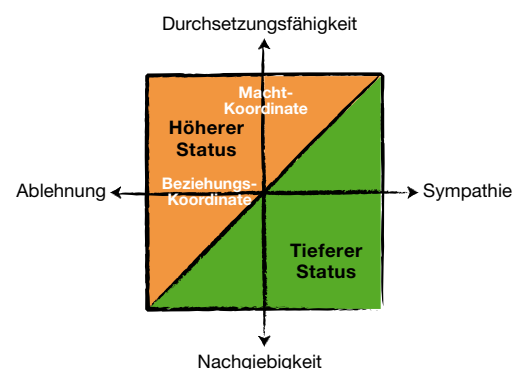 Durchsetzungsfähigkeit
Macht-
Koordinate
Höherer
Status
Ablehnung
Beziehungs-
Koordinate
Sympathie
Tieferer
Status
Nachgiebigkeit